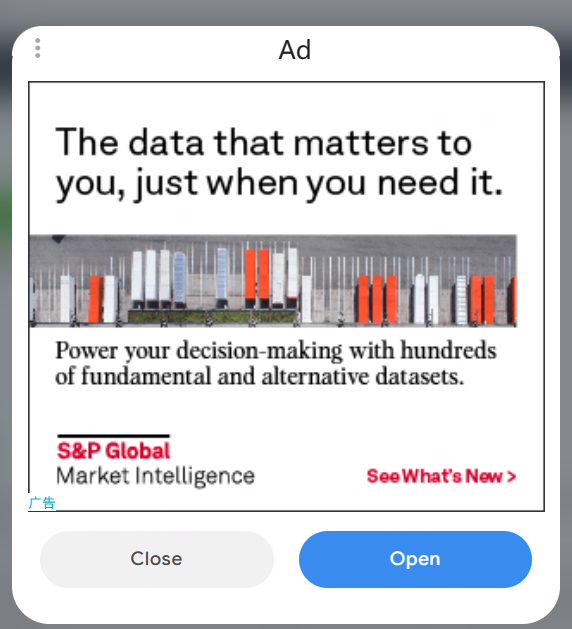 Ad
The data that matters to
you, just when you need it.
Power your decision-making with hundreds
of fundamental and alternative datasets.
S&P Global
Market Intelligence
See What's New >
广告
Close
Open